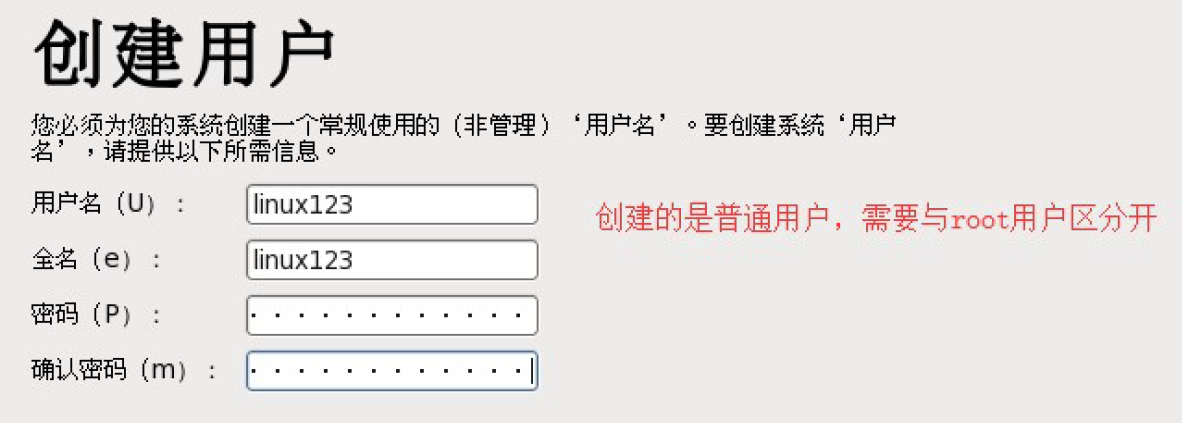 创建用户
您必须为您的系统创建一个常规使用的（非管理）‘用户名’。要创建系统‘用户
名’，请提供以下所需信息。
用户名（U）：
linux123
创建的是普通用户，需要与root用户区分开
全名（e）：
linux123
密码（P）：
············
确认密码（m）：
············